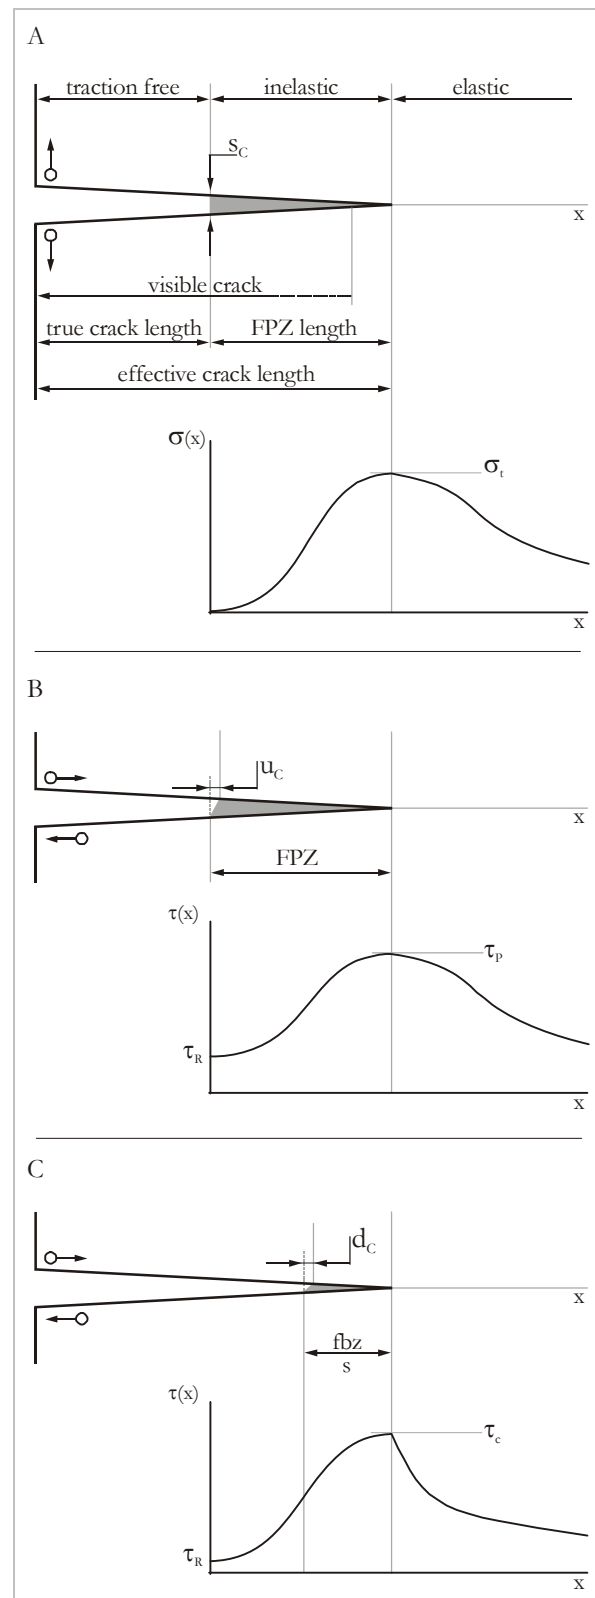 A
traction free inelastic elastic
s_C
x
visible crack
true crack length FPZ length
effective crack length
σ(x)
σ_t
x
B
u_C
x
FPZ
τ(x)
τ_P
τ_R
x
C
d_C
x
fbz
s
τ(x)
τ_c
τ_R
x